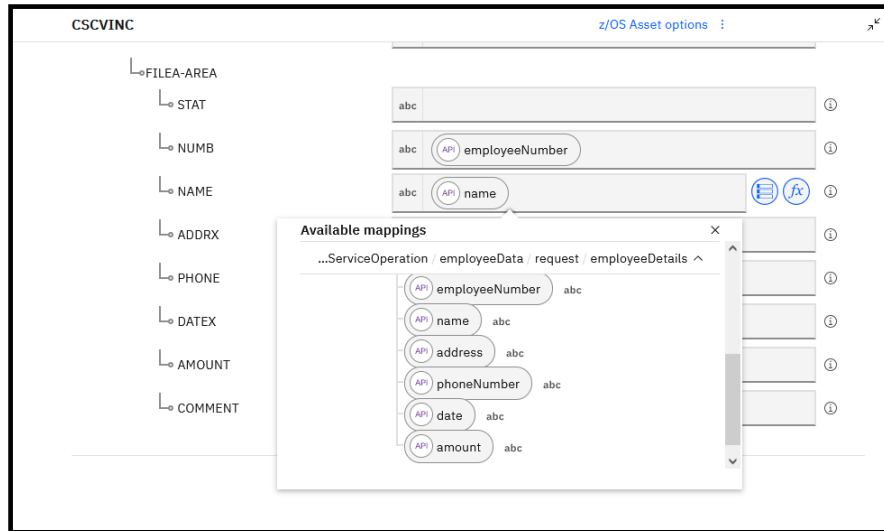 CSCVINC
z/OS Asset options
FILEA-AREA
STAT
abc
NUMB
abc
API employeeNumber
NAME
abc
API name
fx
ADDRX
PHONE
DATEX
AMOUNT
COMMENT
Available mappings
...ServiceOperation / employeeData / request / employeeDetails
API employeeNumber abc
API name abc
API address abc
API phoneNumber abc
API date abc
API amount abc